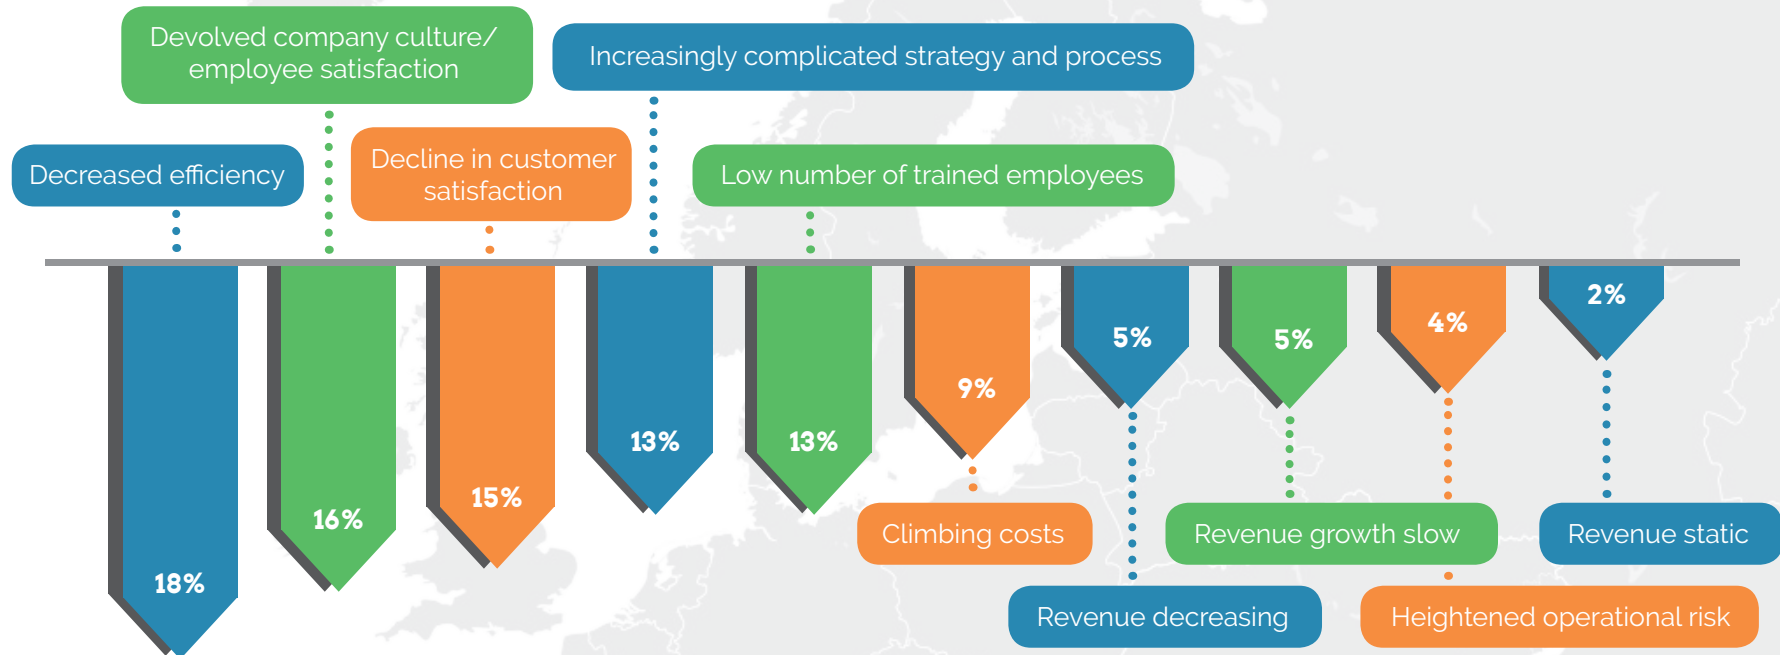 Devolved company culture/
employee satisfaction
Increasingly complicated strategy and process
Decreased efficiency
Decline in customer
satisfaction
Low number of trained employees
18%
16%
15%
13%
13%
9%
5%
5%
4%
2%
Climbing costs
Revenue growth slow
Revenue static
Revenue decreasing
Heightened operational risk